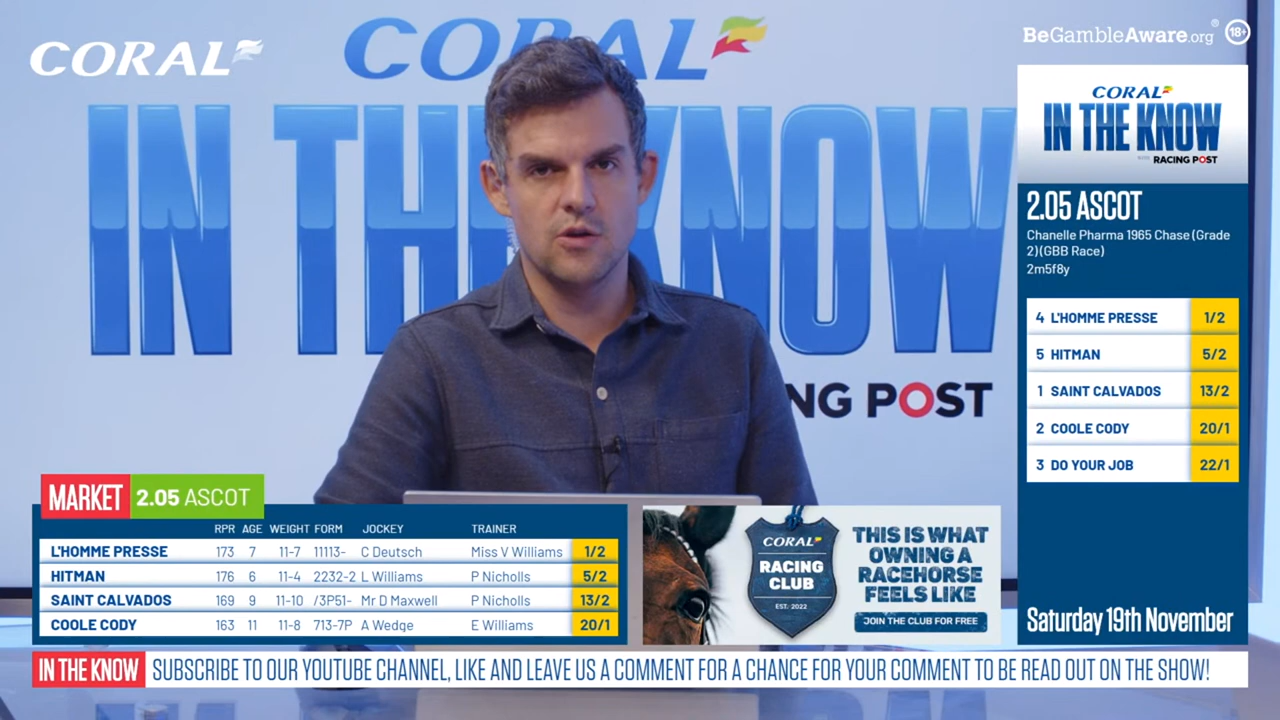 CORAL
CORAL
BeGambleAware.org®
18+
IN THE KNOW
NG POST
CORAL
IN THE KNOW
WITH RACING POST
2.05 ASCOT
Chanelle Pharma 1965 Chase (Grade
2)(GBB Race)
2m5f8y
4 L'HOMME PRESSE 1/2
5 HITMAN 5/2
1 SAINT CALVADOS 13/2
2 COOLE CODY 20/1
3 DO YOUR JOB 22/1
Saturday 19th November
MARKET 2.05 ASCOT
RPR AGE WEIGHT FORM JOCKEY TRAINER
L'HOMME PRESSE 173 7 11-7 11113- C Deutsch Miss V Williams 1/2
HITMAN 176 6 11-4 2232-2 L Williams P Nicholls 5/2
SAINT CALVADOS 169 9 11-10 /3P51- Mr D Maxwell P Nicholls 13/2
COOLE CODY 163 11 11-8 713-7P A Wedge E Williams 20/1
CORAL
RACING
CLUB
EST. 2022
THIS IS WHAT
OWNING A
RACEHORSE
FEELS LIKE
JOIN THE CLUB FOR FREE
IN THE KNOW SUBSCRIBE TO OUR YOUTUBE CHANNEL, LIKE AND LEAVE US A COMMENT FOR A CHANCE FOR YOUR COMMENT TO BE READ OUT ON THE SHOW!